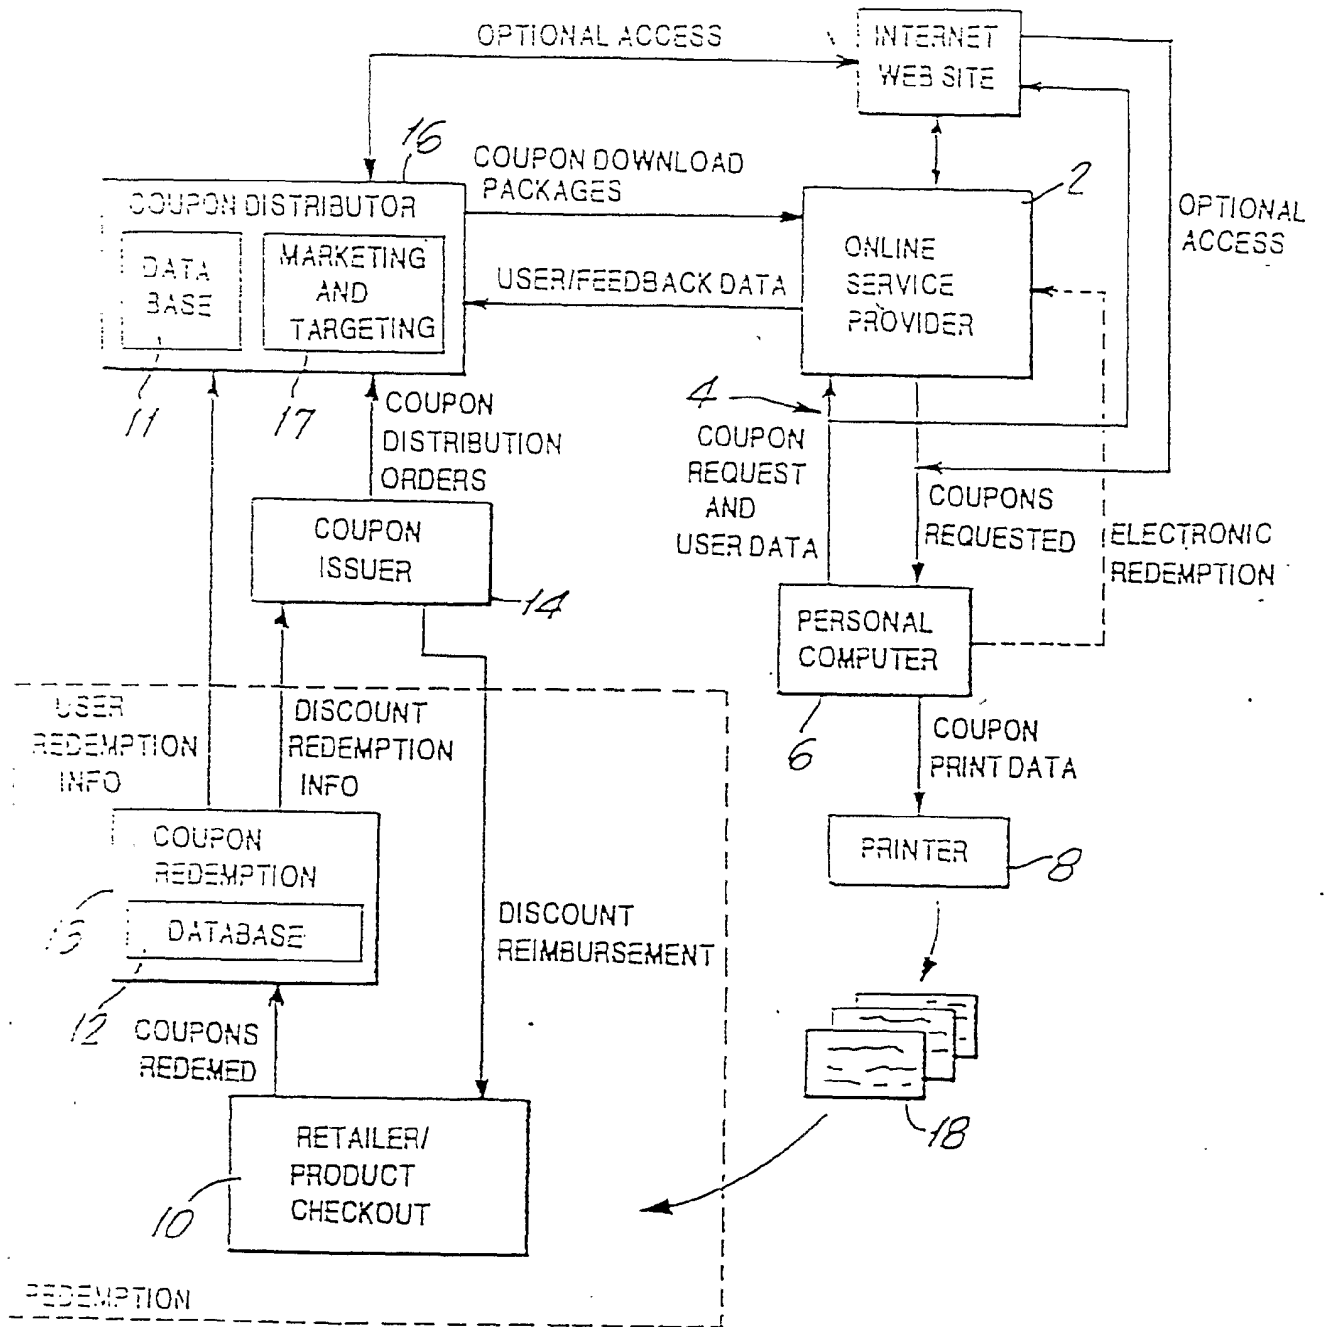 OPTIONAL ACCESS
INTERNET
WEB SITE
16
COUPON DOWNLOAD
PACKAGES
2
OPTIONAL
ACCESS
COUPON DISTRIBUTOR
DATA
BASE
MARKETING
AND
TARGETING
USER/FEEDBACK DATA
ONLINE
SERVICE
PROVIDER
11
17
COUPON
DISTRIBUTION
ORDERS
4
COUPON
REQUEST
AND
USER DATA
COUPONS
REQUESTED
ELECTRONIC
REDEMPTION
COUPON
ISSUER
14
PERSONAL
COMPUTER
6
USER
REDEMPTION
INFO
DISCOUNT
REDEMPTION
INFO
COUPON
PRINT DATA
COUPON
REDEMPTION
DATABASE
13
12
PRINTER
8
DISCOUNT
REIMBURSEMENT
COUPONS
REDEMED
18
RETAILER/
PRODUCT
CHECKOUT
10
REDEMPTION